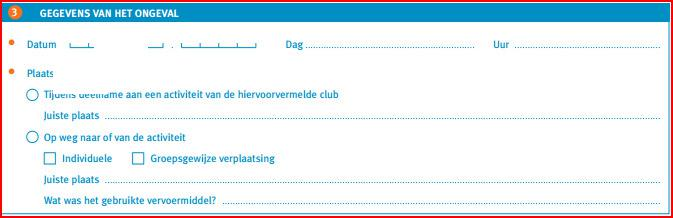 3 GEGEVENS VAN HET ONGEVAL
Datum . Dag Uur
Plaats
Tijdens deelname aan een activiteit van de hiervoorvermelde club
Juiste plaats
Op weg naar of van de activiteit
Individuele Groepsgewijze verplaatsing
Juiste plaats
Wat was het gebruikte vervoermiddel?